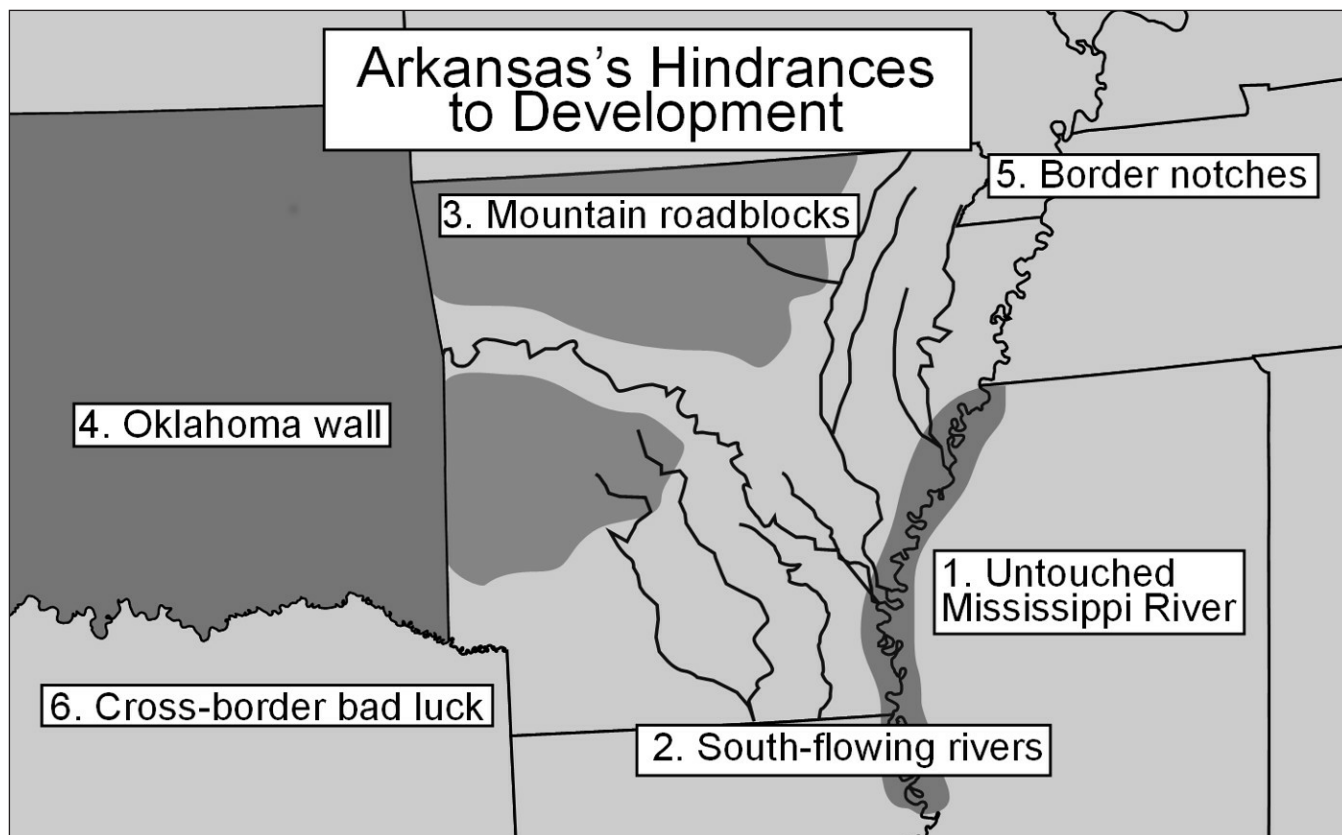 Arkansas’s Hindrances
to Development
5. Border notches
3. Mountain roadblocks
4. Oklahoma wall
1. Untouched
Mississippi River
6. Cross-border bad luck
2. South-flowing rivers